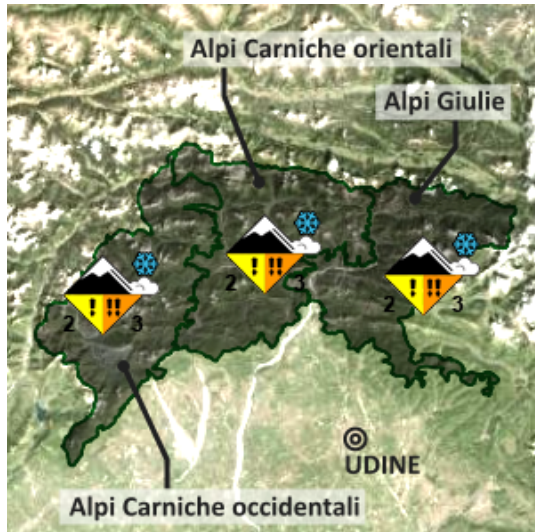 Alpi Carniche orientali
Alpi Giulie
! !!
2 3
! !!
2 3
! !!
2 3
UDINE
Alpi Carniche occidentali